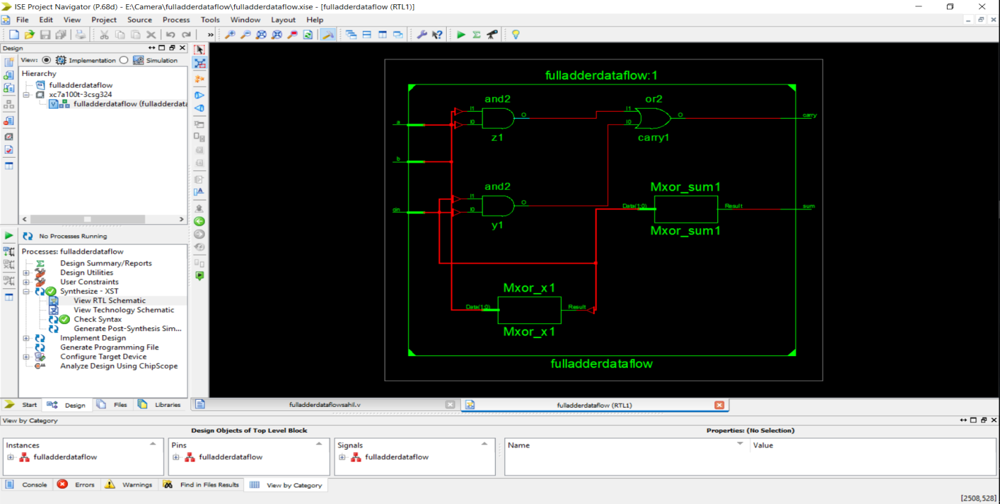 ISE Project Navigator (P.68d) - E:\Camera\fulladderdataflow\fulladderdataflow.xise - [fulladderdataflow (RTL1)]
File Edit View Project Source Process Tools Window Layout Help
Design
View: Implementation Simulation
Hierarchy
fulladderdataflow
xc7a100t-3csg324
fulladderdataflow (fulladderdata
No Processes Running
Processes: fulladderdataflow
Design Summary/Reports
Design Utilities
User Constraints
Synthesize - XST
View RTL Schematic
View Technology Schematic
Check Syntax
Generate Post-Synthesis Sim...
Implement Design
Generate Programming File
Configure Target Device
Analyze Design Using ChipScope
Start Design Files Libraries
fulladderdataflow:1
and2
I1
I0
O
z1
or2
I1
I0
O
carry1
a
b
cin
carry
sum
and2
I1
I0
O
y1
Mxor_sum1
Data(1:0)
Result
Mxor_sum1
Mxor_x1
Data(1:0)
Result
Mxor_x1
fulladderdataflow
fulladderdataflowsahil.v
fulladderdataflow (RTL1)
View by Category
Design Objects of Top Level Block
Properties: (No Selection)
Instances
fulladderdataflow
Pins
fulladderdataflow
Signals
fulladderdataflow
Name Value
Console Errors Warnings Find in Files Results View by Category
[2508,528]